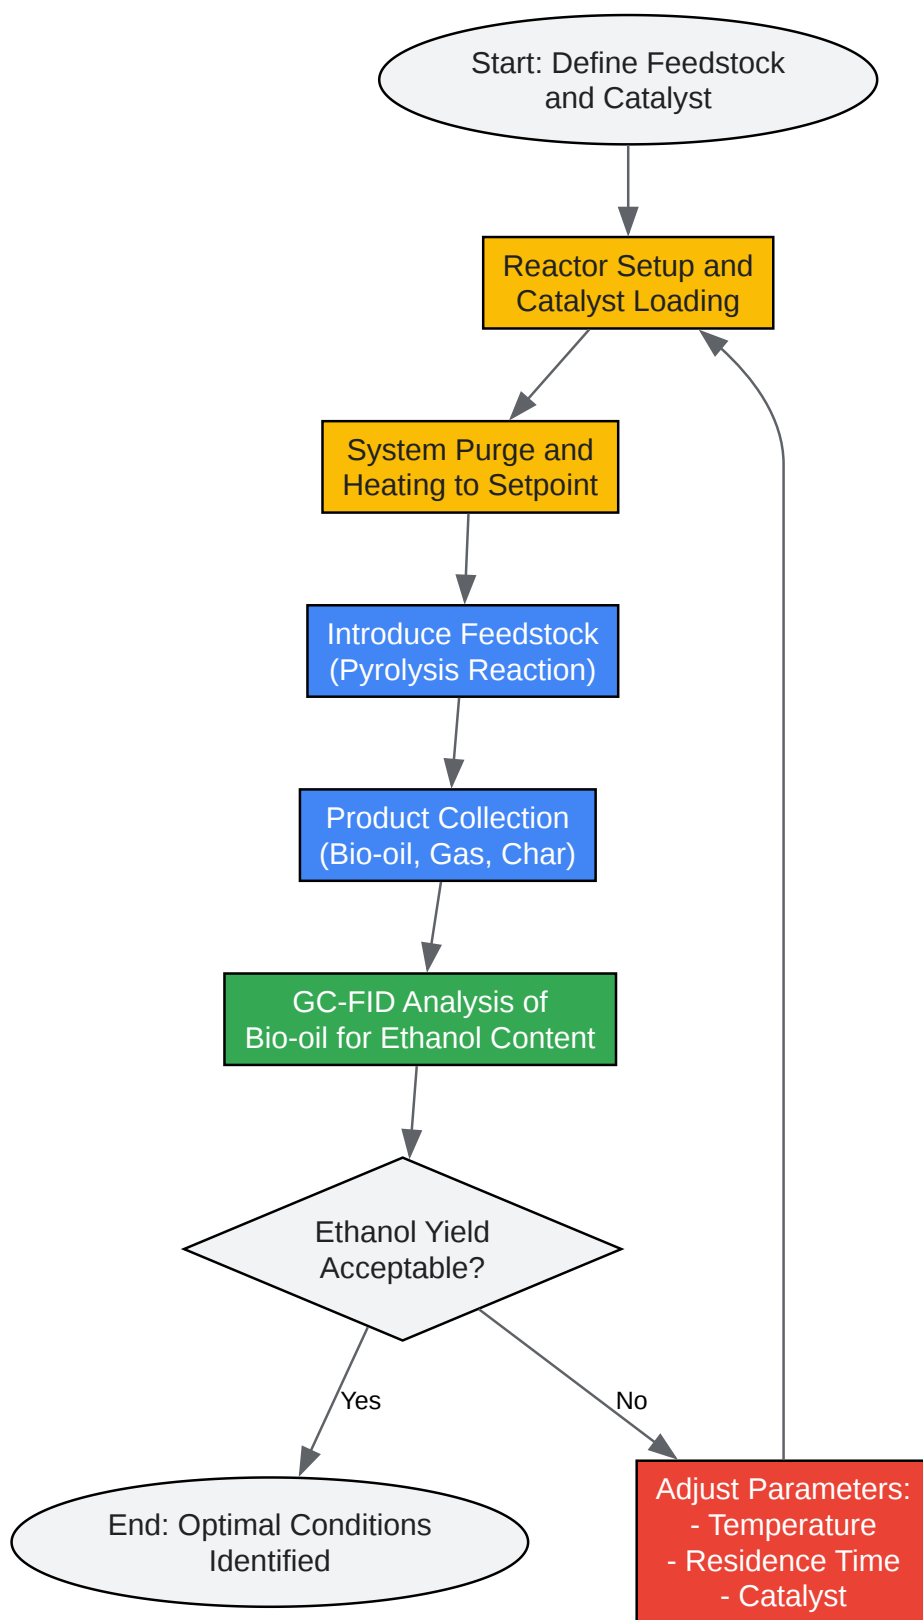 Start: Define Feedstock
and Catalyst
Reactor Setup and
Catalyst Loading
System Purge and
Heating to Setpoint
Introduce Feedstock
(Pyrolysis Reaction)
Product Collection
(Bio-oil, Gas, Char)
GC-FID Analysis of
Bio-oil for Ethanol Content
Ethanol Yield
Acceptable?
Yes
No
End: Optimal Conditions
Identified
Adjust Parameters:
- Temperature
- Residence Time
- Catalyst